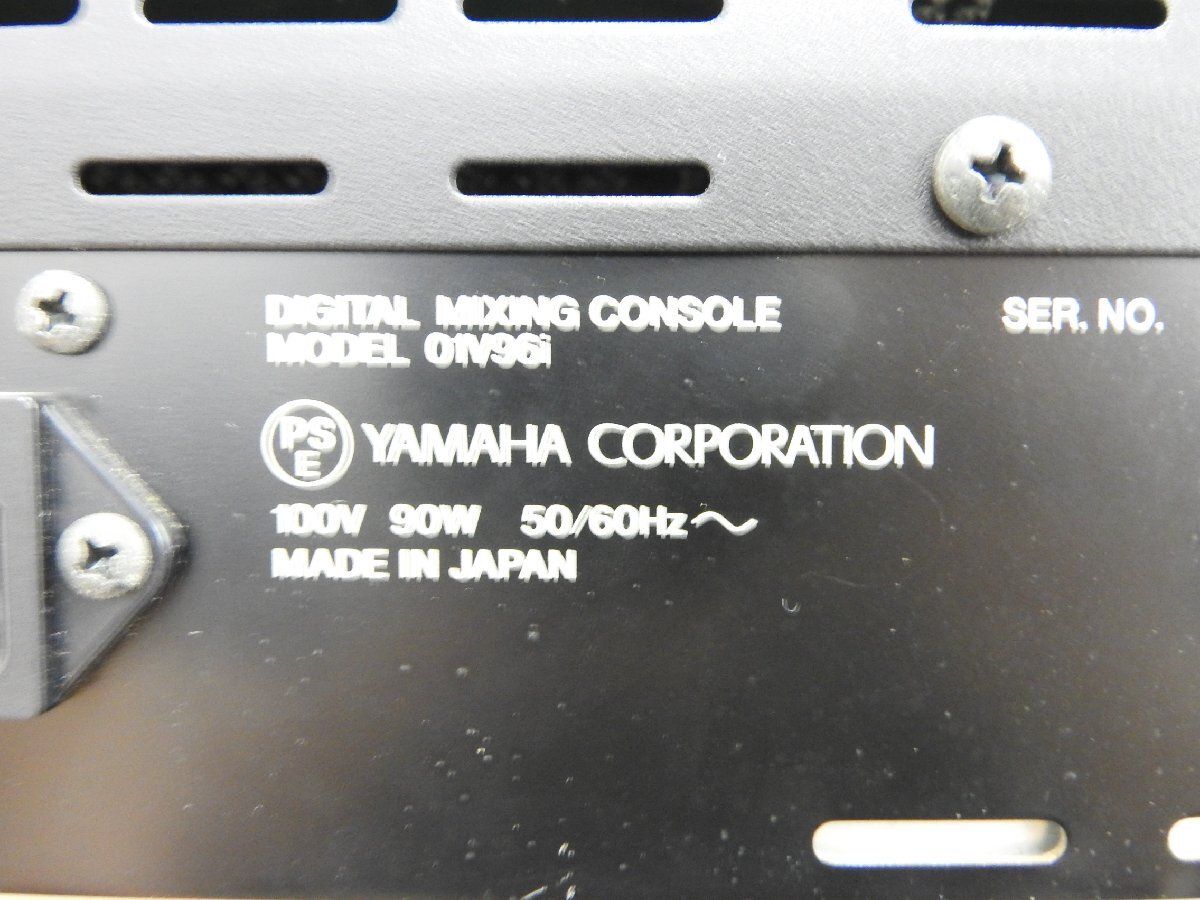 DIGITAL MIXING CONSOLE
MODEL 01V96i
SER. NO.
PS
E
YAMAHA CORPORATION
100V 90W 50/60Hz ~
MADE IN JAPAN